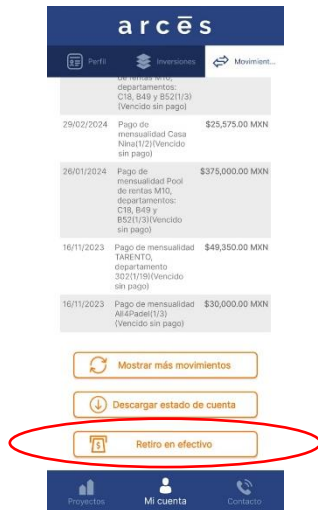 arcēs
Perfil
Inversiones
Movimient...
de rentas M10,
departamentos:
C18, B49 y B52(1/3)
(Vencido sin pago)
29/02/2024 Pago de $25,575.00 MXN
mensualidad Casa
Nina(1/2)(Vencido
sin pago)
26/01/2024 Pago de $375,000.00 MXN
mensualidad Pool
de rentas M10,
departamentos:
C18, B49 y
B52(1/3)(Vencido
sin pago)
16/11/2023 Pago de mensualidad $49,350.00 MXN
TARENTO,
departamento
302(1/19)(Vencido
sin pago)
16/11/2023 Pago de mensualidad $30,000.00 MXN
All4Padel(1/3)
(Vencido sin pago)
Mostrar más movimientos
Descargar estado de cuenta
$ Retiro en efectivo
Proyectos
Mi cuenta
Contacto